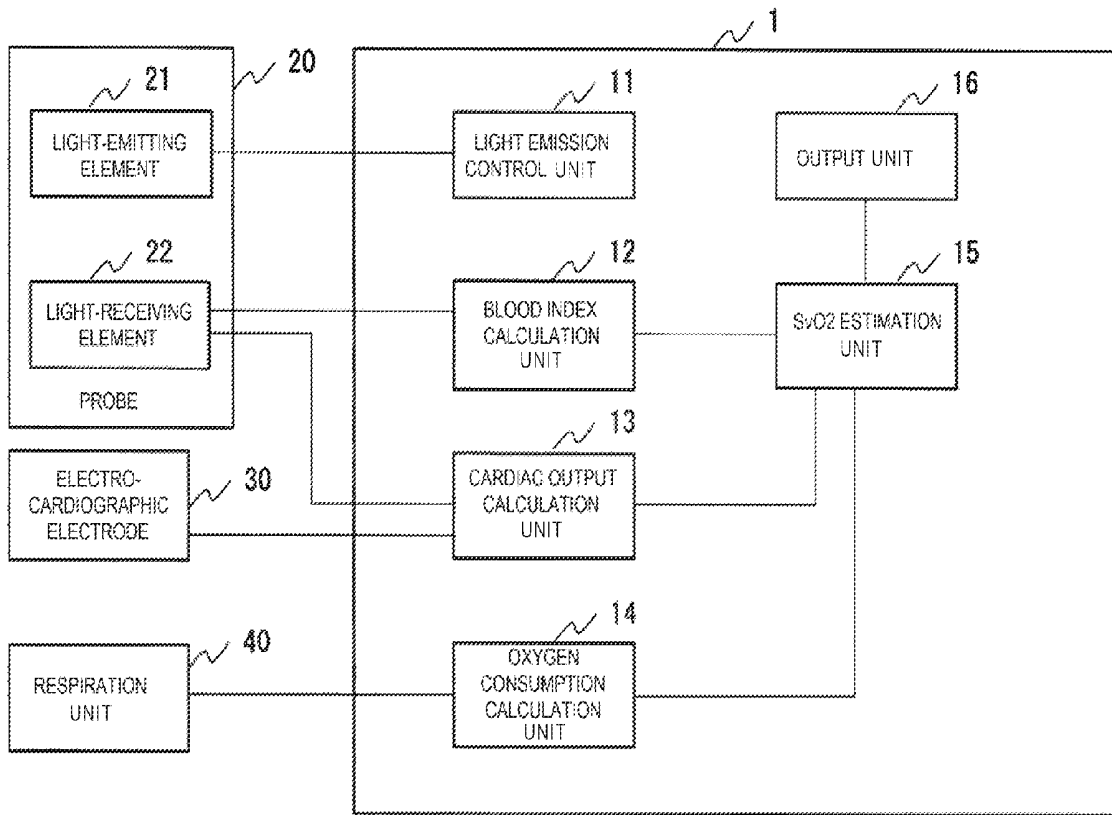 1
20
21
LIGHT-EMITTING
ELEMENT
11
LIGHT EMISSION
CONTROL UNIT
16
OUTPUT UNIT
22
LIGHT-RECEIVING
ELEMENT
PROBE
12
BLOOD INDEX
CALCULATION
UNIT
15
SvO2 ESTIMATION
UNIT
30
ELECTRO-
CARDIOGRAPHIC
ELECTRODE
13
CARDIAC OUTPUT
CALCULATION
UNIT
40
RESPIRATION
UNIT
14
OXYGEN
CONSUMPTION
CALCULATION
UNIT